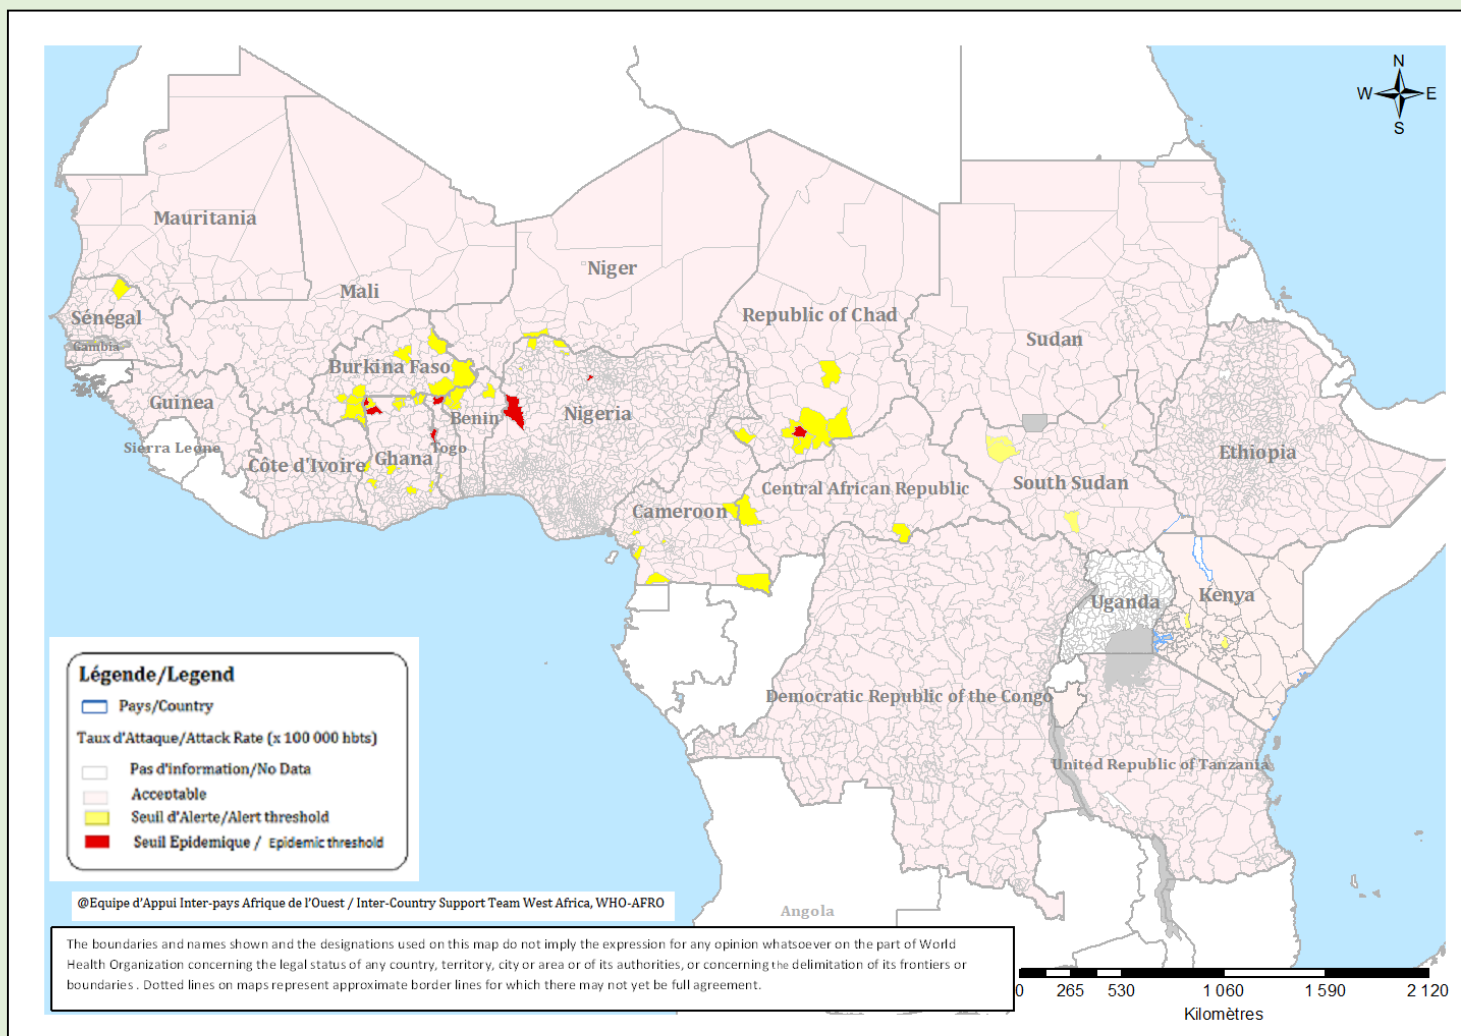 N
W E
S
Mauritania
Mali
Niger
Republic of Chad
Sudan
Sénégal
Gambia
Burkina Faso
Guinea
Benin
Nigeria
Sierra Leone
Côte d'Ivoire
Ghana
Togo
Ethiopia
Central African Republic
South Sudan
Cameroon
Uganda
Kenya
Democratic Republic of the Congo
United Republic of Tanzania
Angola
Légende/Legend
Pays/Country
Taux d'Attaque/Attack Rate (x 100 000 hbts)
Pas d'information/No Data
Acceptable
Seuil d'Alerte/Alert threshold
Seuil Epidemique / Epidemic threshold
@Equipe d'Appui Inter-pays Afrique de l'Ouest / Inter-Country Support Team West Africa, WHO-AFRO
The boundaries and names shown and the designations used on this map do not imply the expression for any opinion whatsoever on the part of World
Health Organization concerning the legal status of any country, territory, city or area or of its authorities, or concerning the delimitation of its frontiers or
boundaries . Dotted lines on maps represent approximate border lines for which there may not yet be full agreement.
0 265 530 1 060 1 590 2 120
Kilomètres